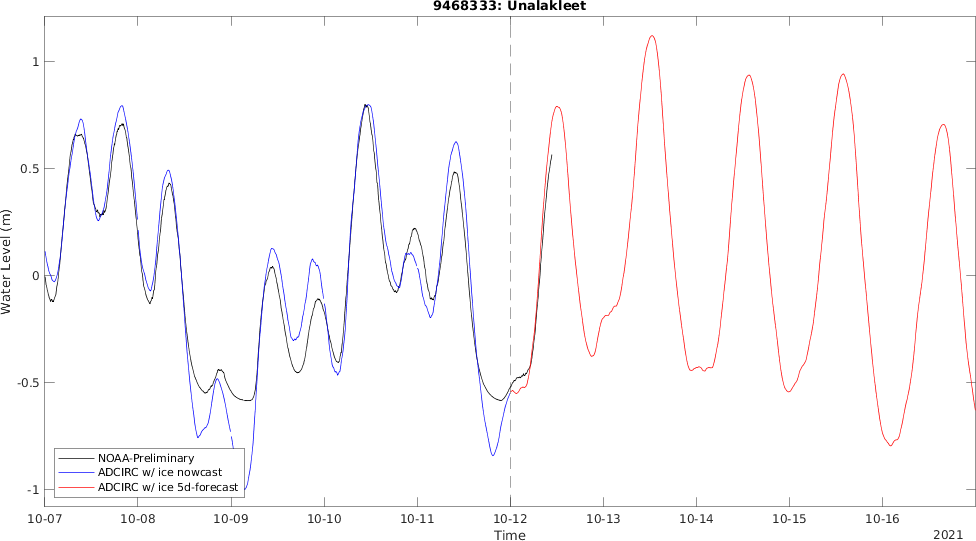 9468333: Unalakleet
Water Level (m)
1
0.5
0
-0.5
-1
NOAA-Preliminary
ADCIRC w/ ice nowcast
ADCIRC w/ ice 5d-forecast
10-07 10-08 10-09 10-10 10-11 10-12 10-13 10-14 10-15 10-16
Time
2021